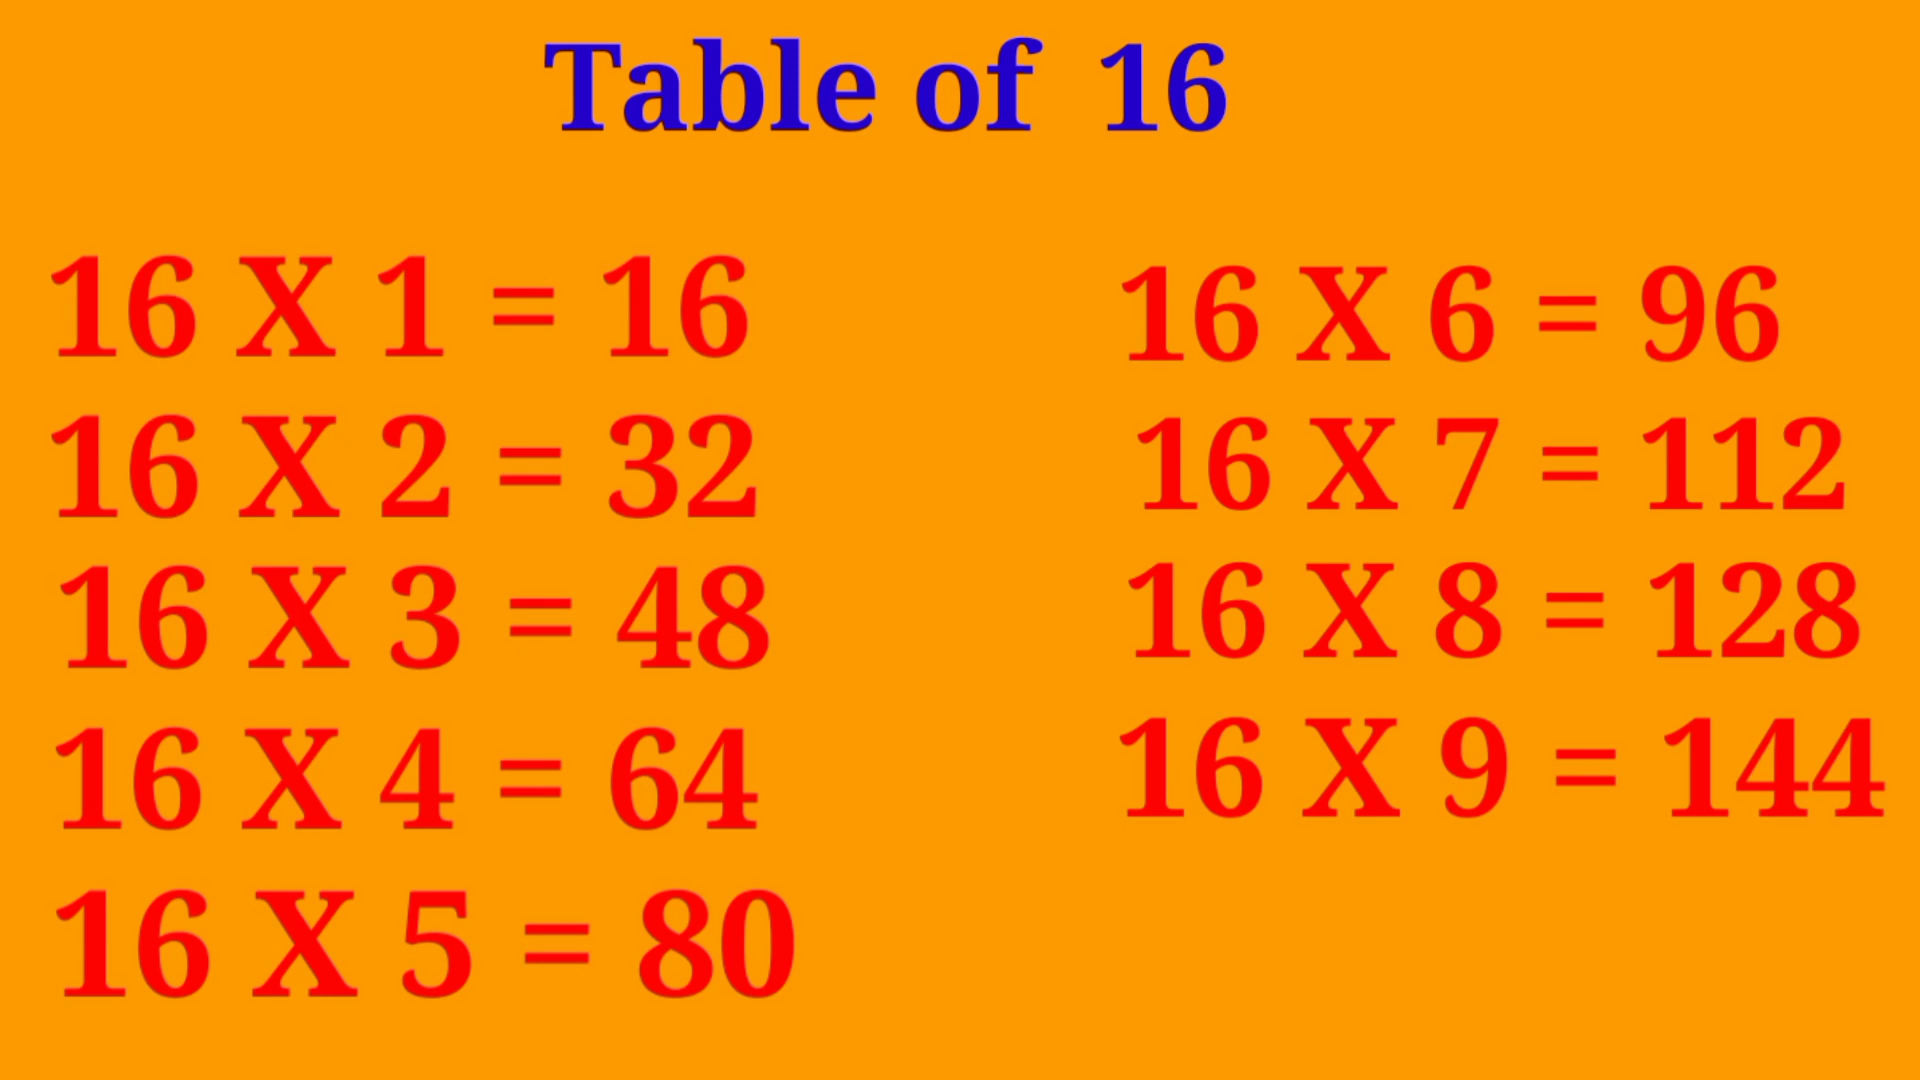 Table of 16
16 X 1 = 16
16 X 2 = 32
16 X 3 = 48
16 X 4 = 64
16 X 5 = 80
16 X 6 = 96
16 X 7 = 112
16 X 8 = 128
16 X 9 = 144